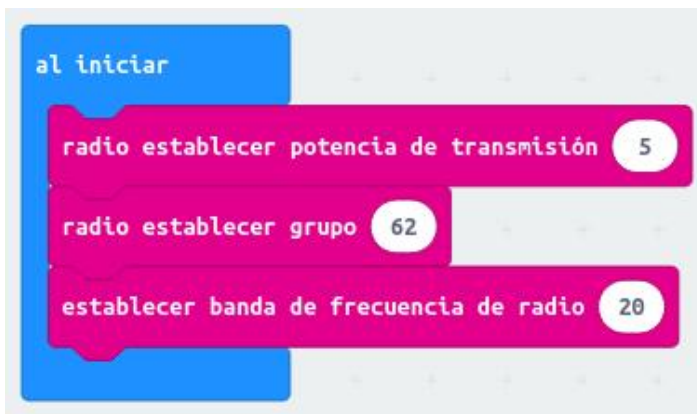 al iniciar
radio establecer potencia de transmisión 5
radio establecer grupo 62
establecer banda de frecuencia de radio 20